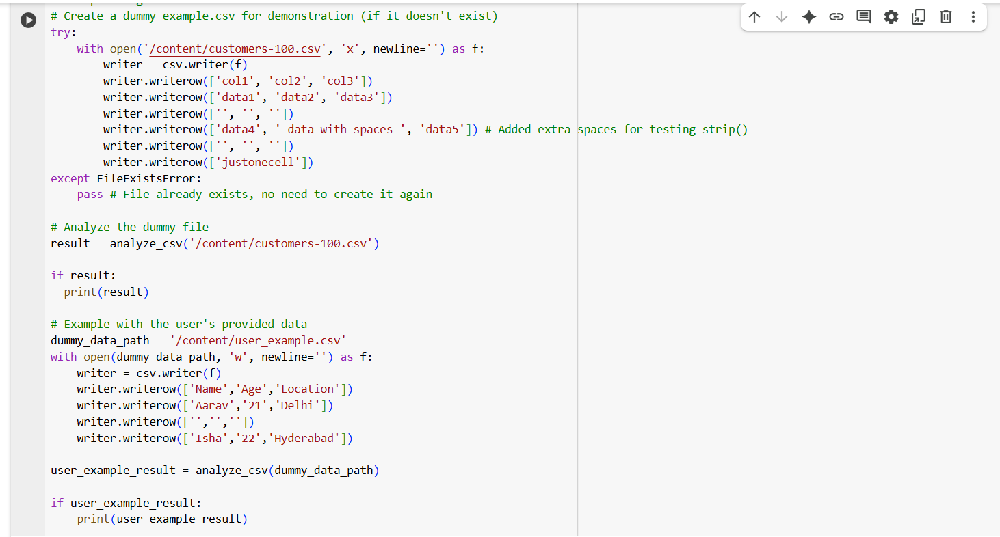 # Create a dummy example.csv for demonstration (if it doesn't exist)
try:
    with open('/content/customers-100.csv', 'x', newline='') as f:
        writer = csv.writer(f)
        writer.writerow(['col1', 'col2', 'col3'])
        writer.writerow(['data1', 'data2', 'data3'])
        writer.writerow(['', '', ''])
        writer.writerow(['data4', ' data with spaces ', 'data5']) # Added extra spaces for testing strip()
        writer.writerow(['', '', ''])
        writer.writerow(['justonecell'])
except FileExistsError:
    pass # File already exists, no need to create it again

# Analyze the dummy file
result = analyze_csv('/content/customers-100.csv')

if result:
  print(result)

# Example with the user's provided data
dummy_data_path = '/content/user_example.csv'
with open(dummy_data_path, 'w', newline='') as f:
    writer = csv.writer(f)
    writer.writerow(['Name','Age','Location'])
    writer.writerow(['Aarav','21','Delhi'])
    writer.writerow(['','',''])
    writer.writerow(['Isha','22','Hyderabad'])

user_example_result = analyze_csv(dummy_data_path)

if user_example_result:
    print(user_example_result)